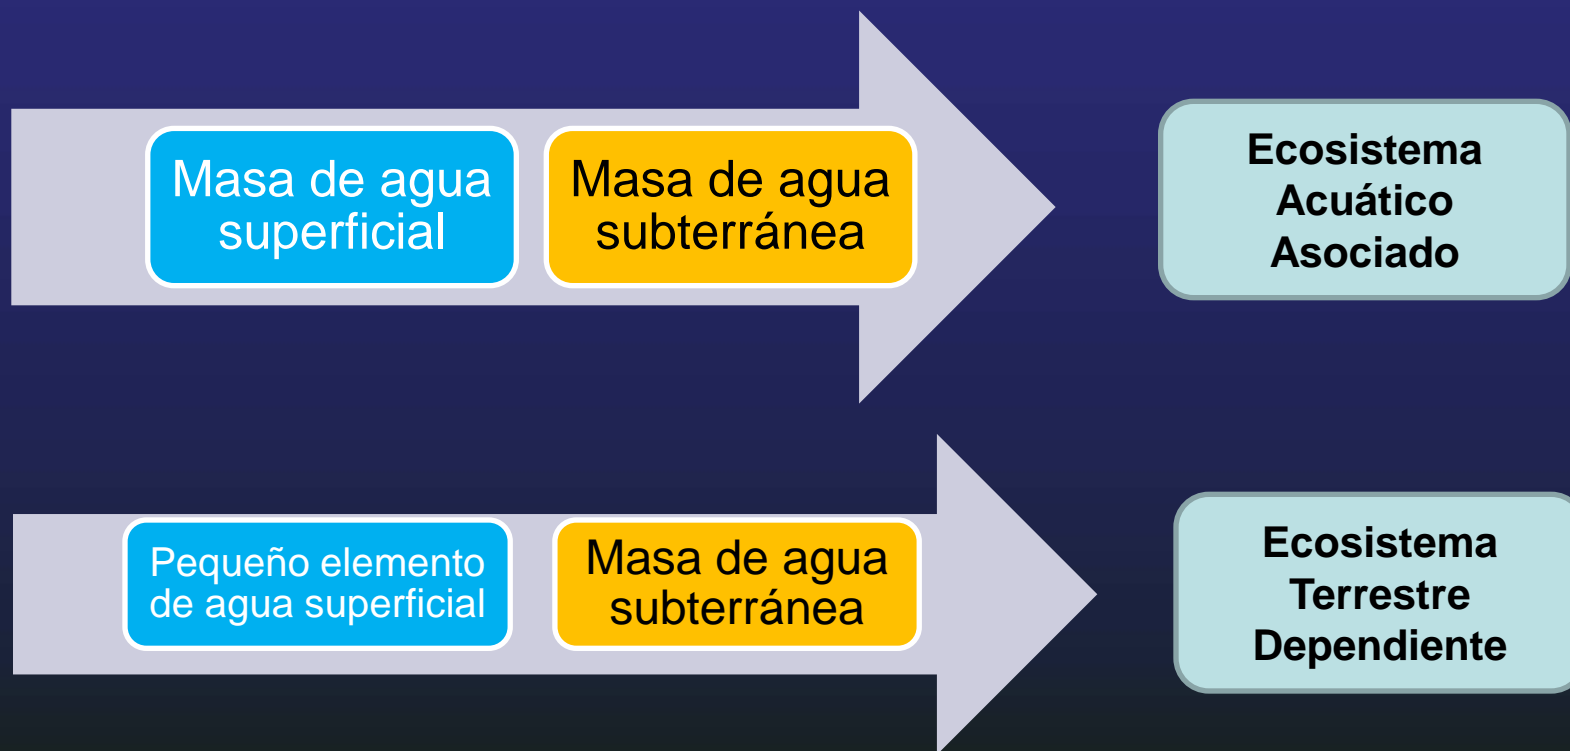 Masa de agua
superficial
Masa de agua
subterránea
Ecosistema
Acuático
Asociado
Pequeño elemento
de agua superficial
Masa de agua
subterránea
Ecosistema
Terrestre
Dependiente